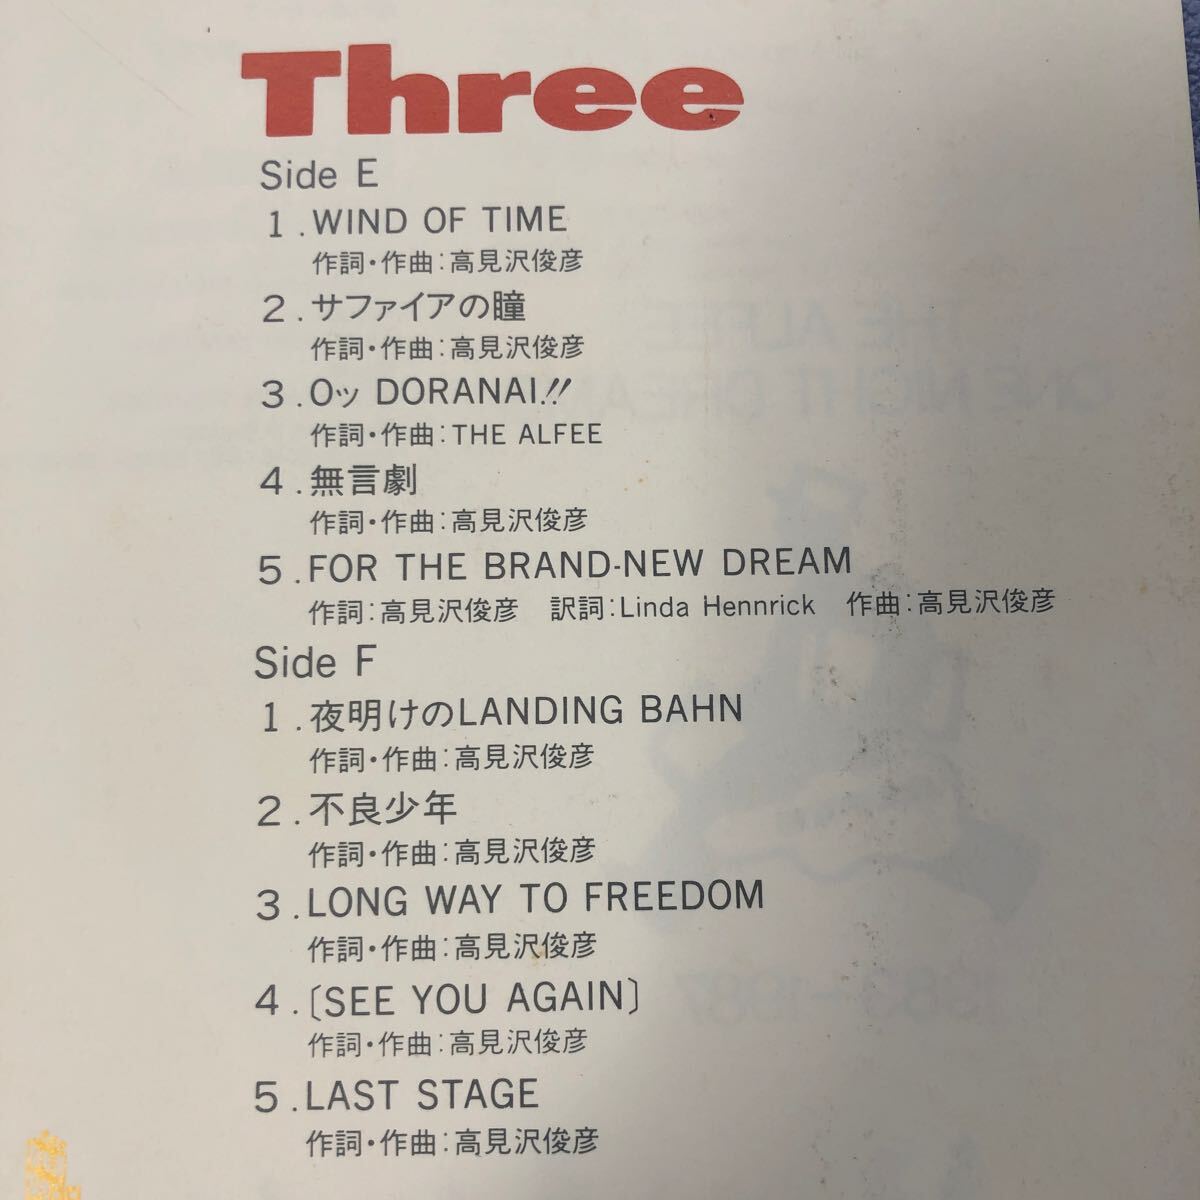 Three
Side E
1.WIND OF TIME
作詞・作曲:高見沢俊彦
2.サファイアの瞳
作詞・作曲:高見沢俊彦
3.Oッ DORANAI!!
作詞・作曲:THE ALFEE
4.無言劇
作詞・作曲:高見沢俊彦
5.FOR THE BRAND-NEW DREAM
作詞:高見沢俊彦 訳詞:Linda Hennrick 作曲:高見沢俊彦
Side F
1.夜明けのLANDING BAHN
作詞・作曲:高見沢俊彦
2.不良少年
作詞・作曲:高見沢俊彦
3.LONG WAY TO FREEDOM
作詞・作曲:高見沢俊彦
4.〔SEE YOU AGAIN〕
作詞・作曲:高見沢俊彦
5.LAST STAGE
作詞・作曲:高見沢俊彦
THE ALFEE
ONE NIGHT DREAM
1983-1987